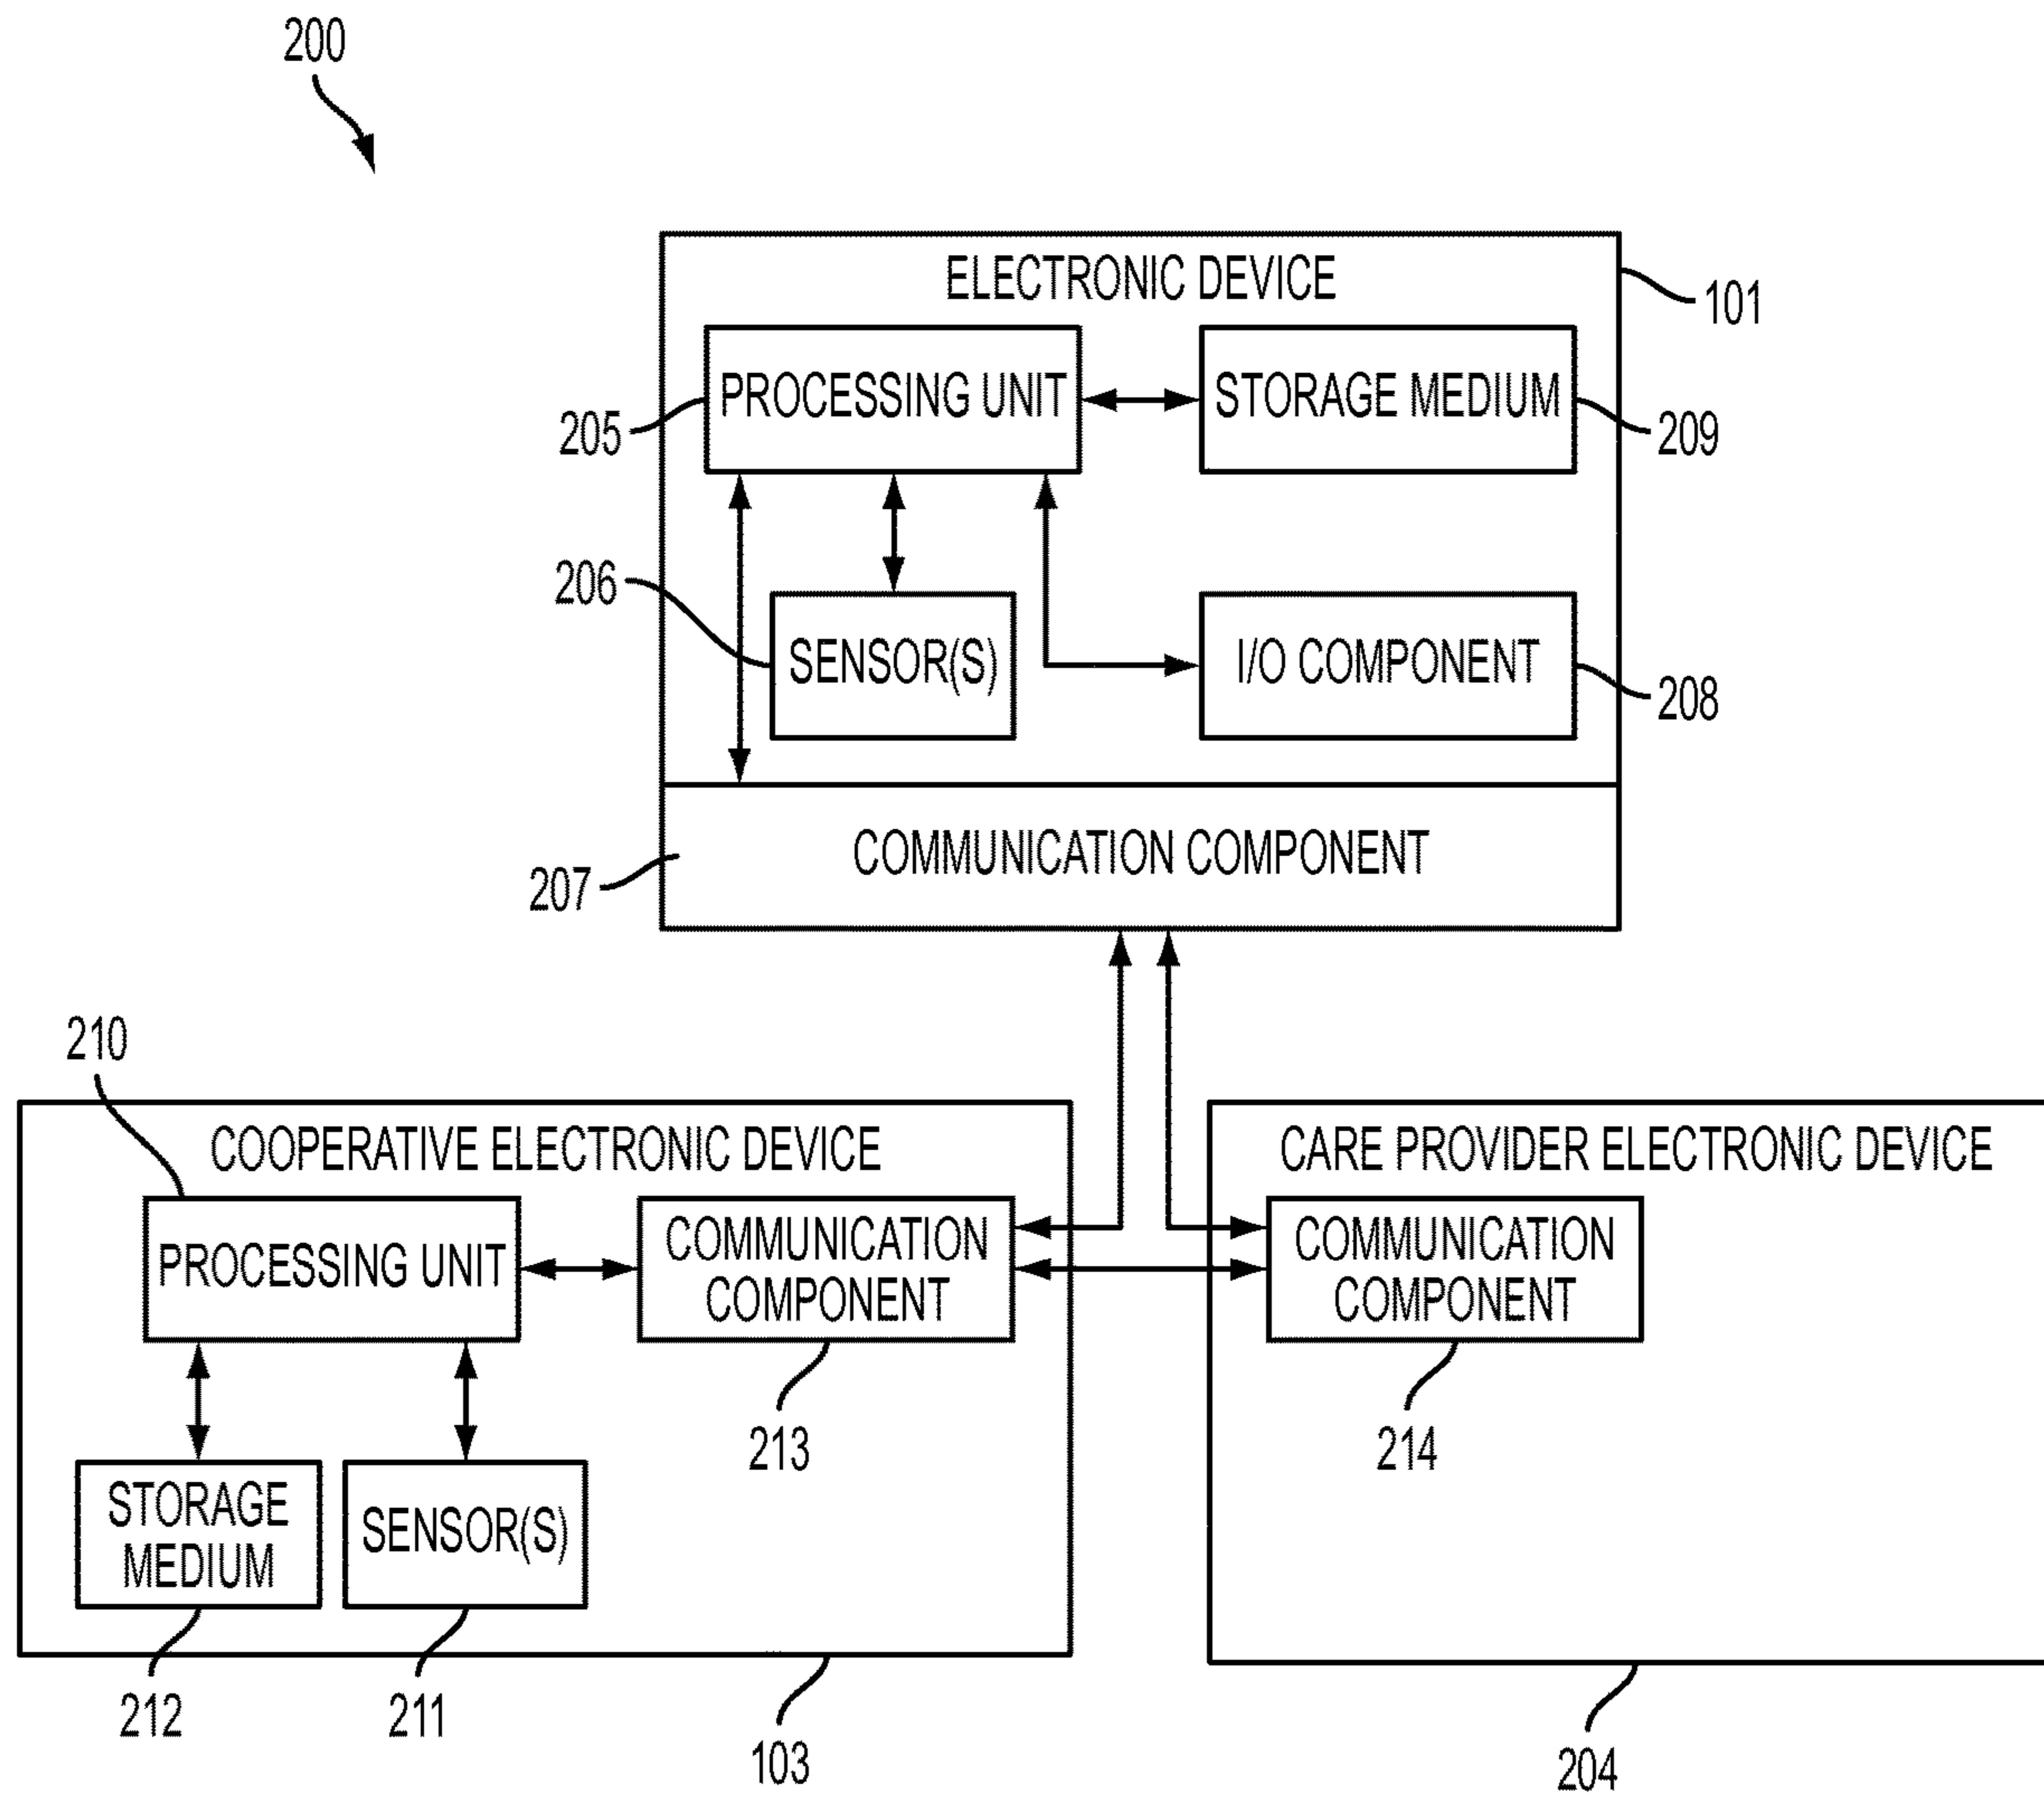 200
ELECTRONIC DEVICE
101
PROCESSING UNIT
STORAGE MEDIUM
205
209
206
SENSOR(S)
I/O COMPONENT
208
COMMUNICATION COMPONENT
207
210
COOPERATIVE ELECTRONIC DEVICE
PROCESSING UNIT
COMMUNICATION
COMPONENT
213
STORAGE
MEDIUM
SENSOR(S)
212
211
103
CARE PROVIDER ELECTRONIC DEVICE
COMMUNICATION
COMPONENT
214
204